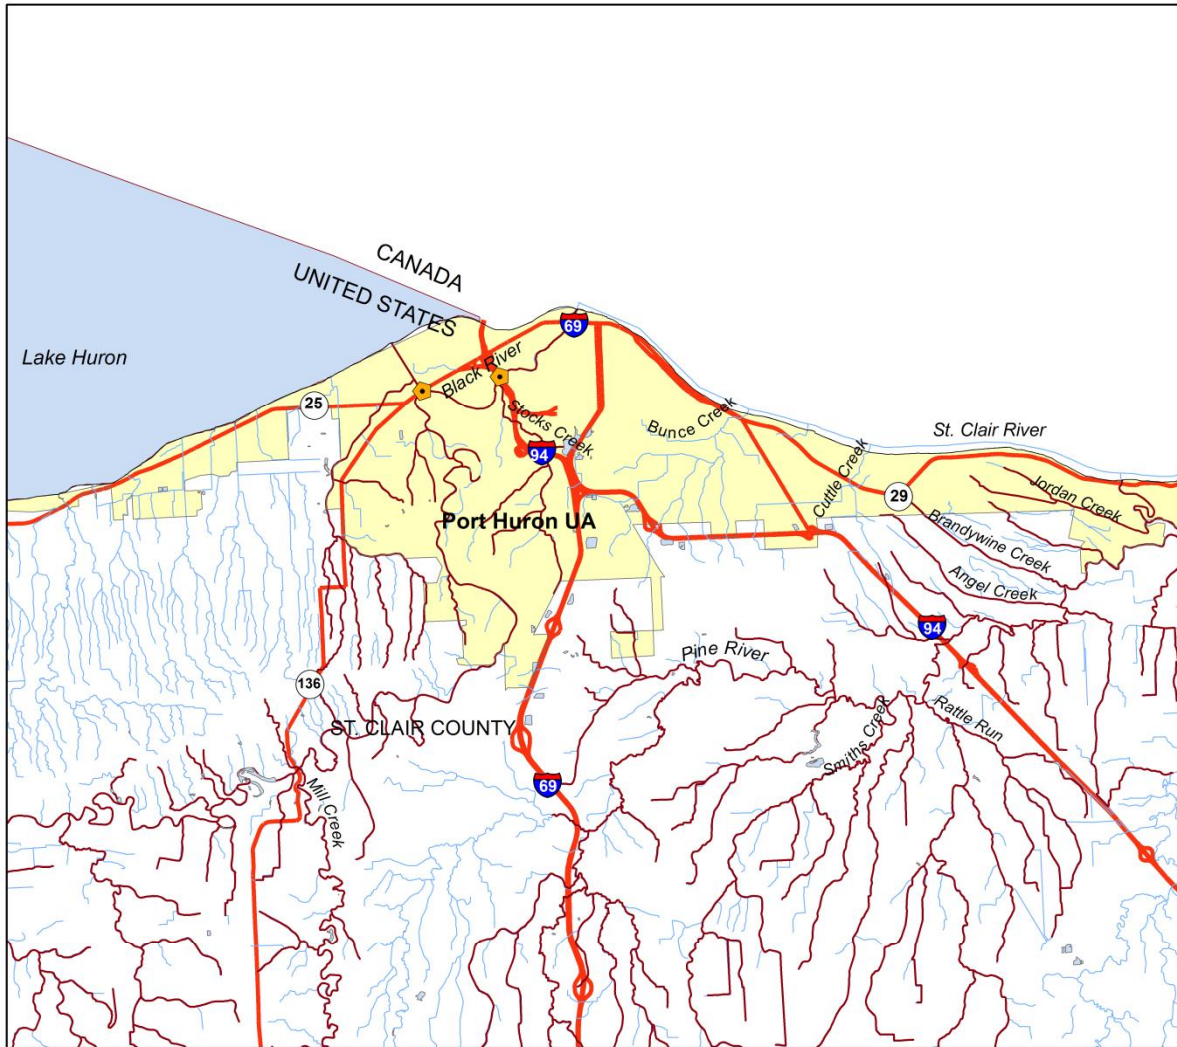 CANADA
UNITED STATES
Lake Huron
69
Black River
25
Stocks Creek
Bunce Creek
St. Clair River
94
Cuttle Creek
29
Jordan Creek
Port Huron UA
Brandywine Creek
Angel Creek
94
Pine River
136
Rattle Run
ST. CLAIR COUNTY
Smiths Creek
69
Mill Creek